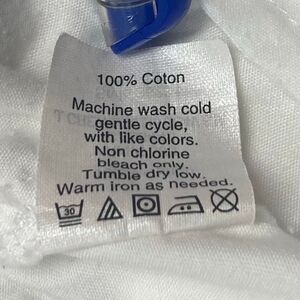 100% Coton
Machine wash cold
gentle cycle,
with like colors.
Non chlorine
bleach only.
Tumble dry low.
Warm iron as needed.
30